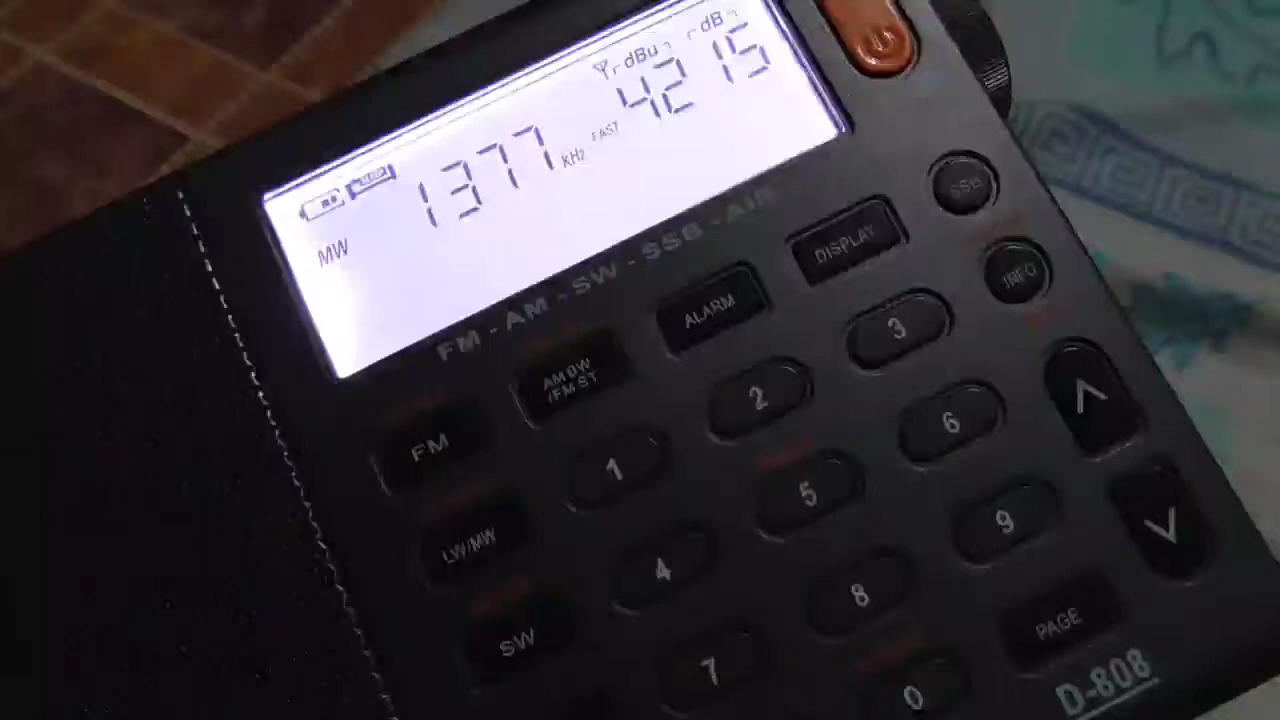 dBu dB
42 15
1377 KHz FAST
MW
FM - AM - SW - SSB - AIR
SSB
DISPLAY
INFO
ALARM
AM BW
/FM ST
FM
1 2 3
LW/MW
4 5 6
SW
7 8 9
0
PAGE
D-808